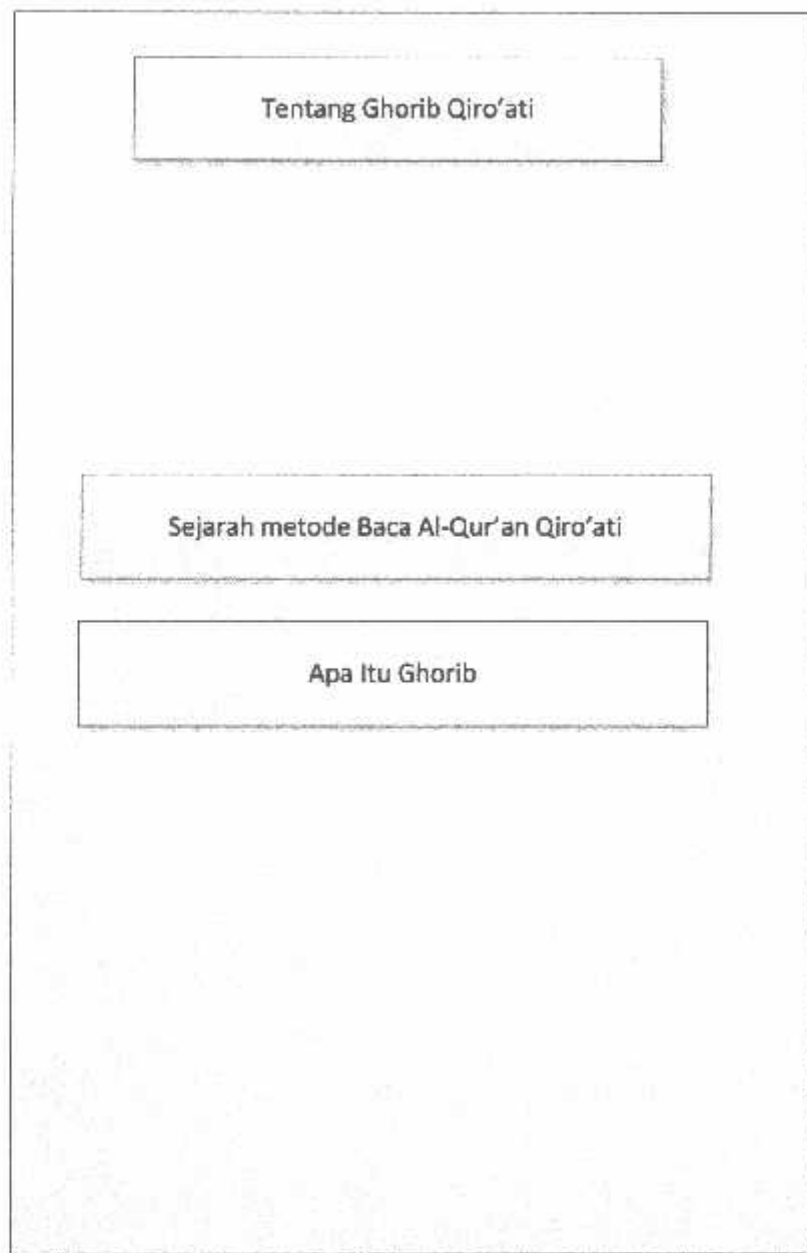 Tentang Ghorib Qiro'ati
Sejarah metode Baca Al-Qur'an Qiro'ati
Apa Itu Ghorib